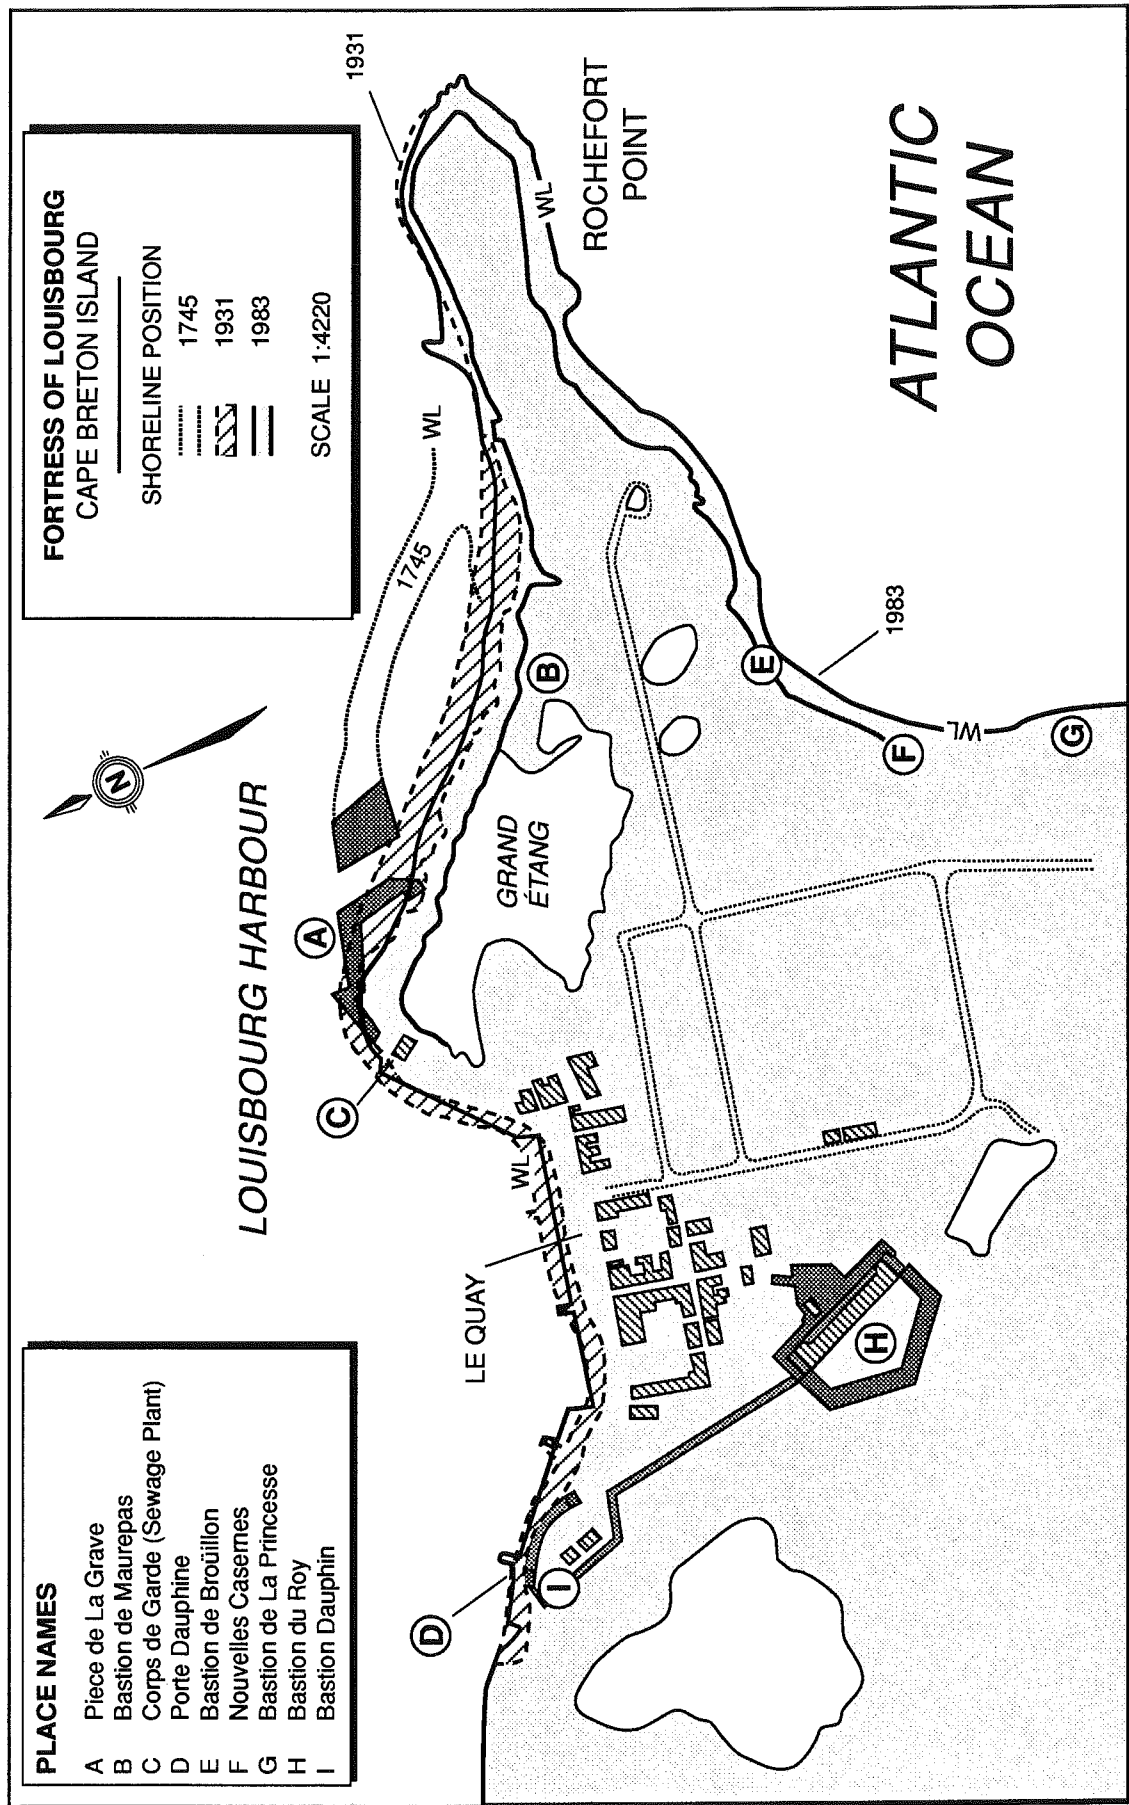 PLACE NAMES
A Piece de La Grave
B Bastion de Maurepas
C Corps de Garde (Sewage Plant)
D Porte Dauphine
E Bastion de Broüillon
F Nouvelles Casernes
G Bastion de La Princesse
H Bastion du Roy
I Bastion Dauphin
FORTRESS OF LOUISBOURG
CAPE BRETON ISLAND
SHORELINE POSITION
1745
1931
1983
SCALE 1:4220
N
LOUISBOURG HARBOUR
1931
WL
1745
A
C
D
I
LE QUAY
WL
GRAND
ÉTANG
B
WL
ROCHEFORT
POINT
E
1983
F
WL
G
H
ATLANTIC
OCEAN